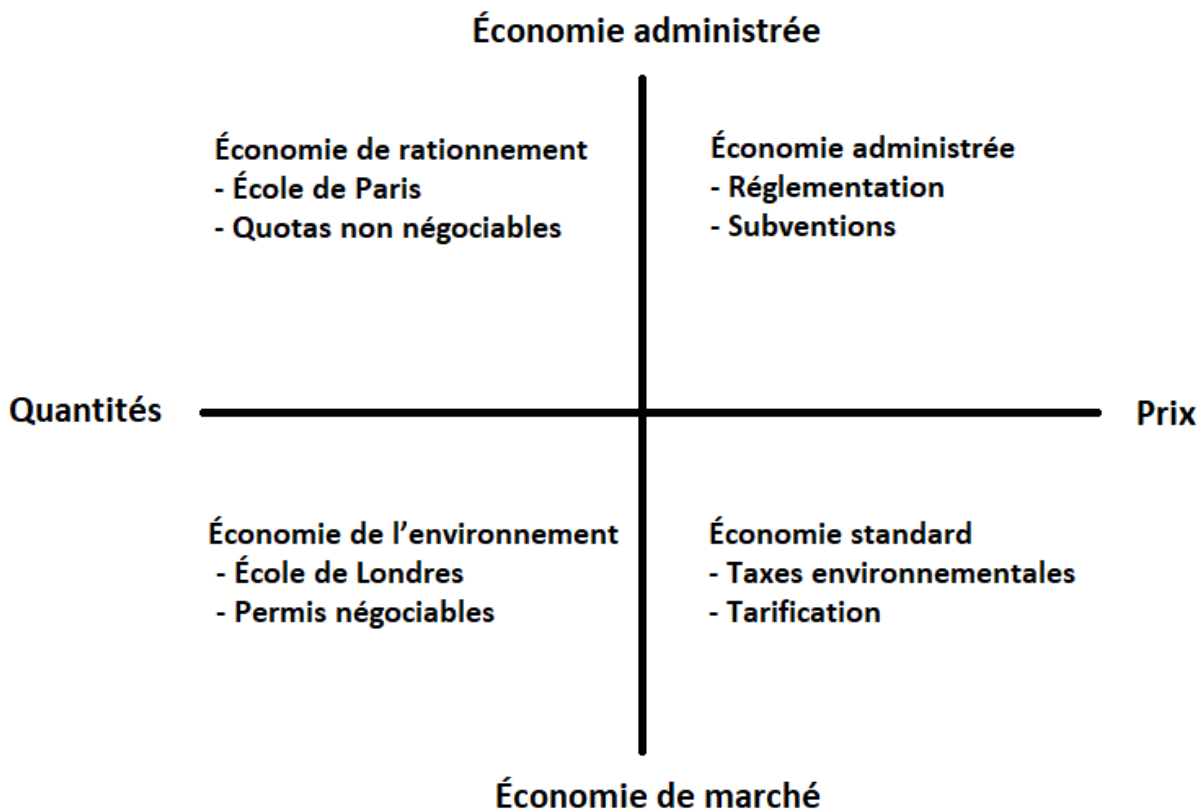 Économie administrée
Économie de rationnement
- École de Paris
- Quotas non négociables
Économie administrée
- Réglementation
- Subventions
Quantités
Prix
Économie de l’environnement
- École de Londres
- Permis négociables
Économie standard
- Taxes environnementales
- Tarification
Économie de marché